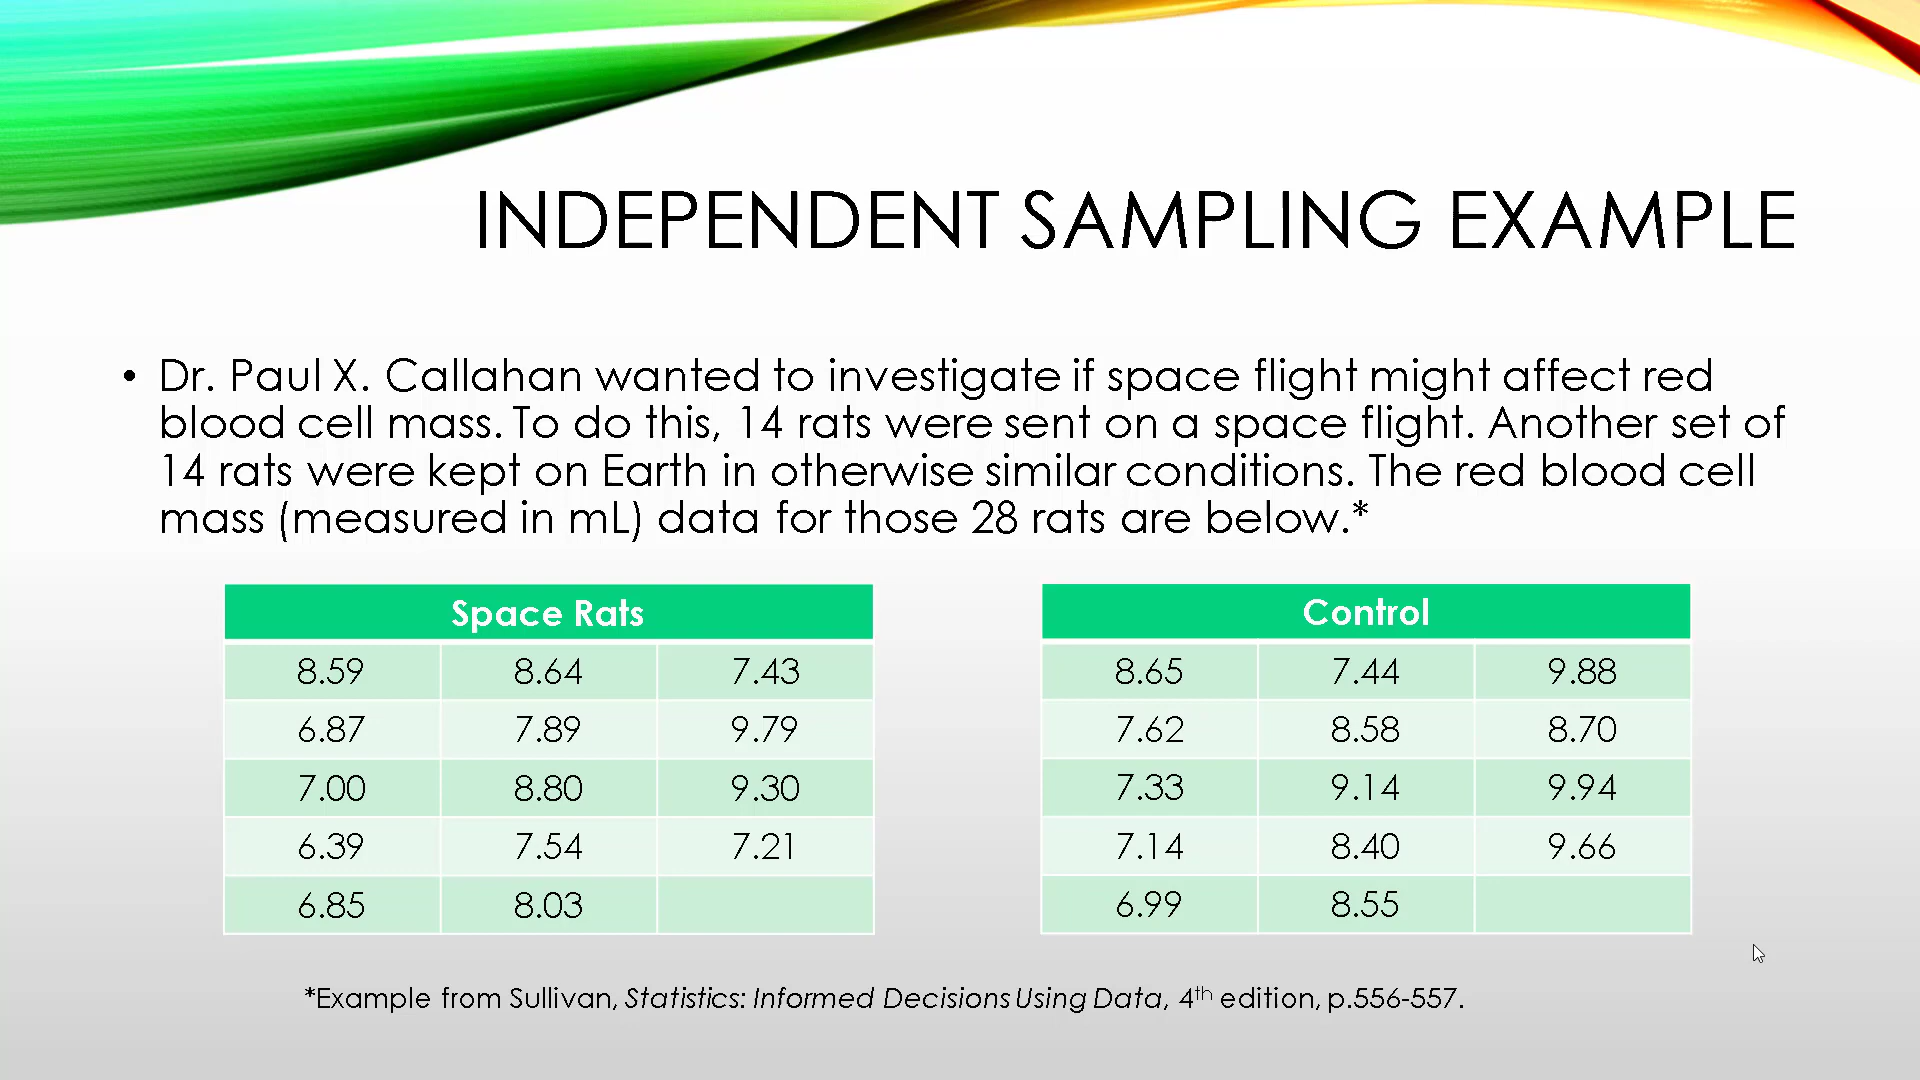 INDEPENDENT SAMPLING EXAMPLE
• Dr. Paul X. Callahan wanted to investigate if space flight might affect red
blood cell mass. To do this, 14 rats were sent on a space flight. Another set of
14 rats were kept on Earth in otherwise similar conditions. The red blood cell
mass (measured in mL) data for those 28 rats are below.*
Space Rats
8.59 8.64 7.43
6.87 7.89 9.79
7.00 8.80 9.30
6.39 7.54 7.21
6.85 8.03
Control
8.65 7.44 9.88
7.62 8.58 8.70
7.33 9.14 9.94
7.14 8.40 9.66
6.99 8.55
*Example from Sullivan, Statistics: Informed Decisions Using Data, 4th edition, p.556-557.